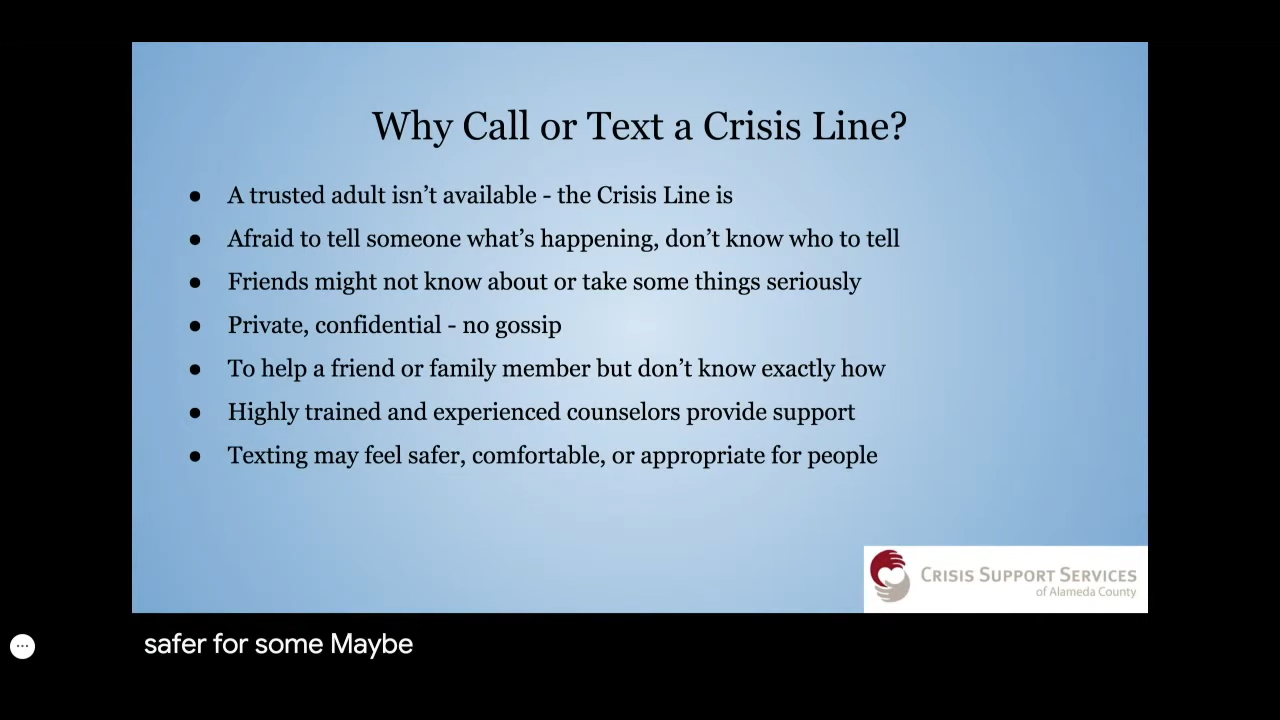 Why Call or Text a Crisis Line?
● A trusted adult isn’t available - the Crisis Line is
● Afraid to tell someone what’s happening, don’t know who to tell
● Friends might not know about or take some things seriously
● Private, confidential - no gossip
● To help a friend or family member but don’t know exactly how
● Highly trained and experienced counselors provide support
● Texting may feel safer, comfortable, or appropriate for people
CRISIS SUPPORT SERVICES
of Alameda County
safer for some Maybe